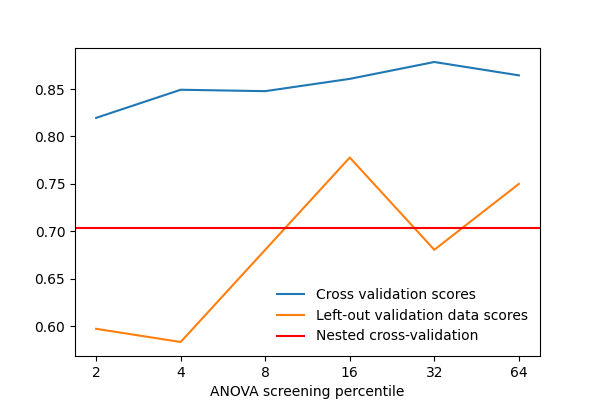 0.85
0.80
0.75
0.70
0.65
0.60
Cross validation scores
Left-out validation data scores
Nested cross-validation
2 4 8 16 32 64
ANOVA screening percentile